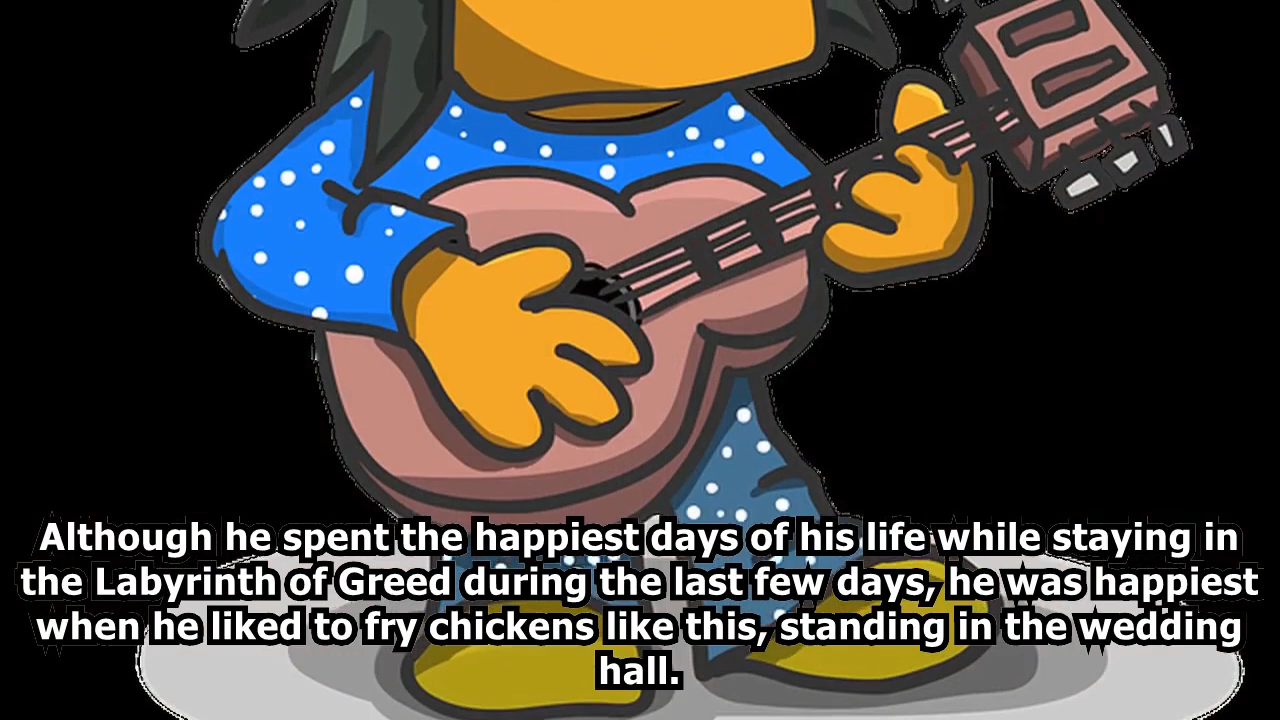 Although he spent the happiest days of his life while staying in
the Labyrinth of Greed during the last few days, he was happiest
when he liked to fry chickens like this, standing in the wedding
hall.